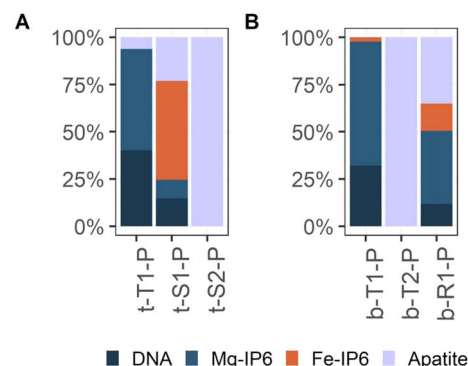 A
100%
75%
50%
25%
0%
t-T1-P
t-S1-P
t-S2-P
B
100%
75%
50%
25%
0%
b-T1-P
b-T2-P
b-R1-P
DNA Mg-IP6 Fe-IP6 Apatite